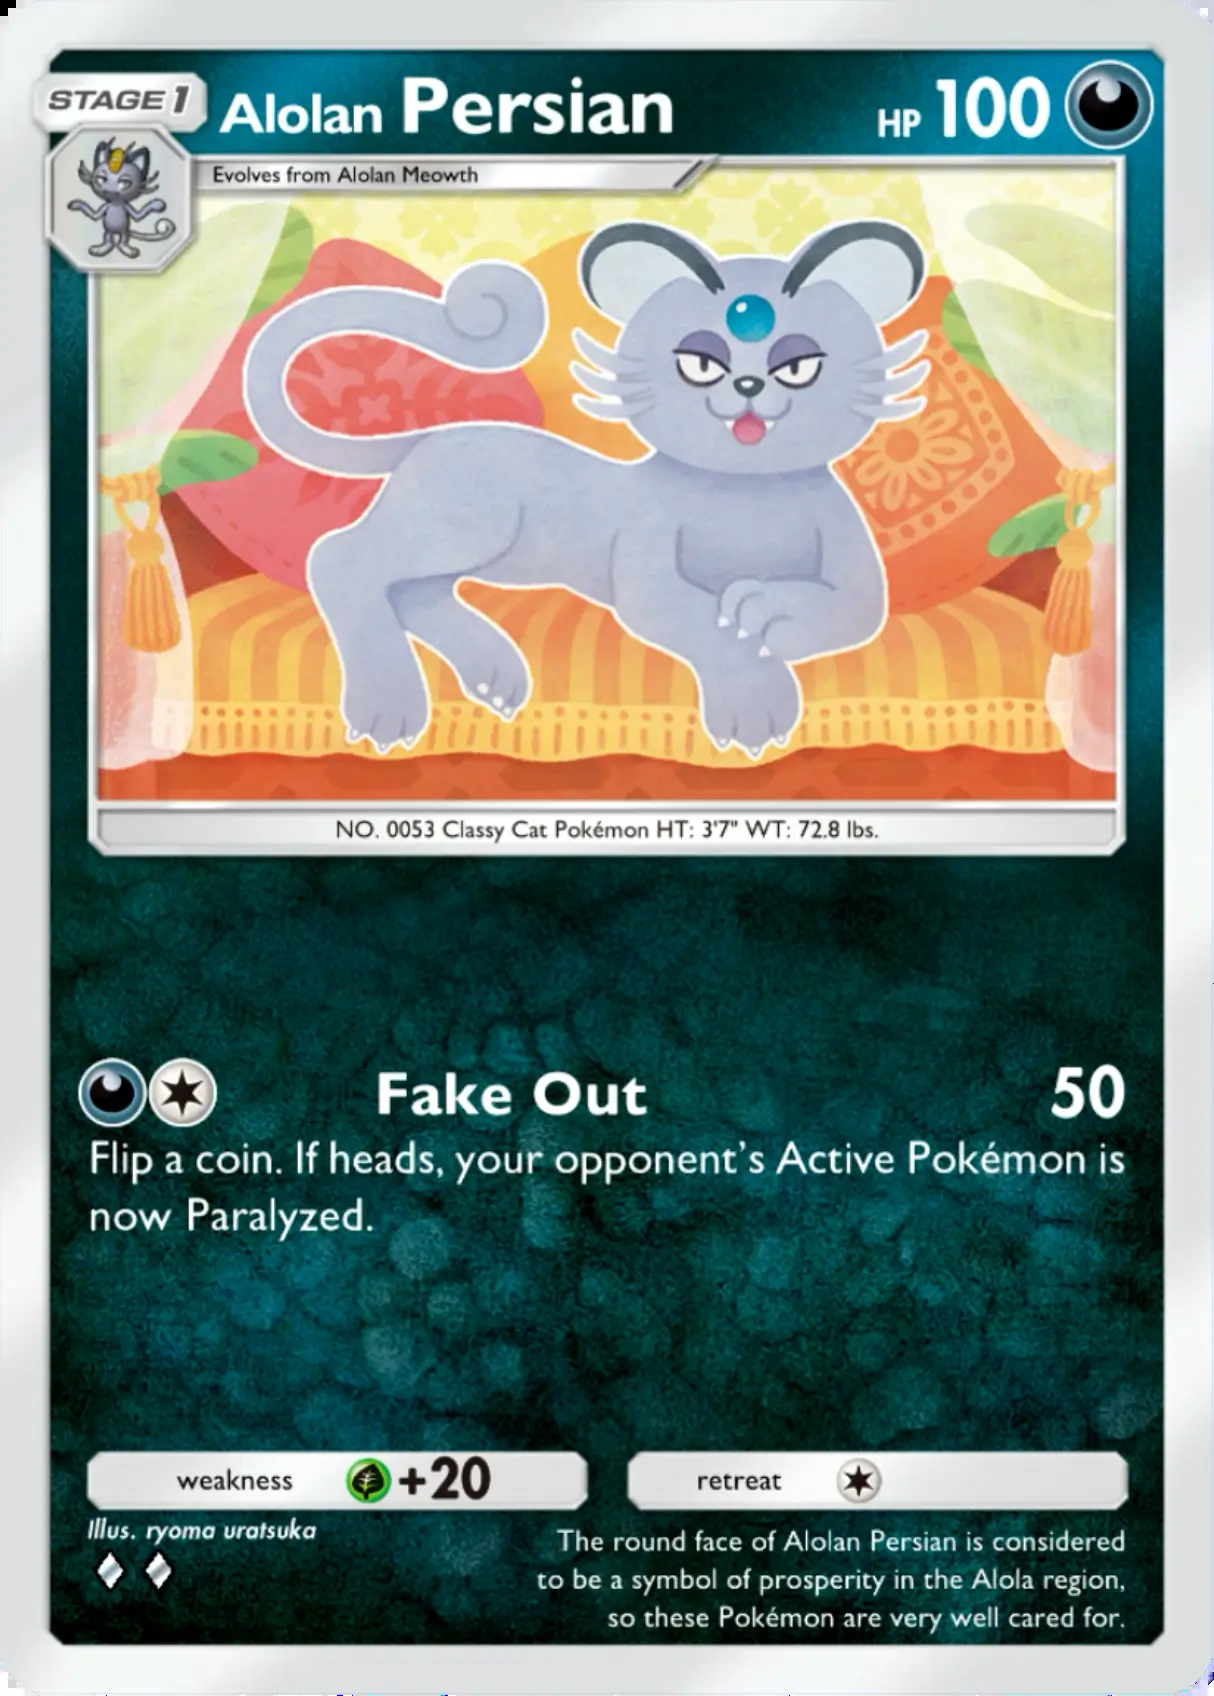 STAGE 1
Alolan Persian
HP 100
Evolves from Alolan Meowth
NO. 0053 Classy Cat Pokémon HT: 3'7" WT: 72.8 lbs.
Fake Out 50
Flip a coin. If heads, your opponent's Active Pokémon is
now Paralyzed.
weakness +20
retreat
Illus. ryoma uratsuka
The round face of Alolan Persian is considered
to be a symbol of prosperity in the Alola region,
so these Pokémon are very well cared for.